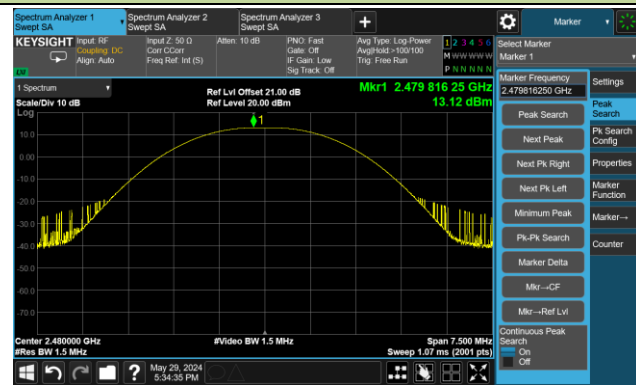 Spectrum Analyzer 1
Swept SA
Spectrum Analyzer 2
Swept SA
Spectrum Analyzer 3
Swept SA
Marker
KEYSIGHT
Input: RF
Coupling: DC
Align: Auto
Input Z: 50 Ω
Corr CCorr
Freq Ref: Int (S)
Atten: 10 dB
PNO: Fast
Gate: Off
IF Gain: Low
Sig Track: Off
Avg Type: Log-Power
Avg|Hold:>100/100
Trig: Free Run
1 2 3 4 5 6
M W W W W W
P N N N N N
Select Marker
Marker 1
1 Spectrum
Scale/Div 10 dB
Log
Ref Lvl Offset 21.00 dB
Ref Level 20.00 dBm
Mkr1 2.479 816 25 GHz
13.12 dBm
1
10.0
0.00
-10.0
-20.0
-30.0
-40.0
-50.0
-60.0
-70.0
Center 2.480000 GHz
#Res BW 1.5 MHz
#Video BW 1.5 MHz
Span 7.500 MHz
Sweep 1.07 ms (2001 pts)
Marker Frequency
2.479816250 GHz
Peak Search
Next Peak
Next Pk Right
Next Pk Left
Minimum Peak
Pk-Pk Search
Marker Delta
Mkr→CF
Mkr→Ref Lvl
Continuous Peak
Search
On
Off
Settings
Peak
Search
Pk Search
Config
Properties
Marker
Function
Marker→
Counter
?
May 29, 2024
5:34:35 PM